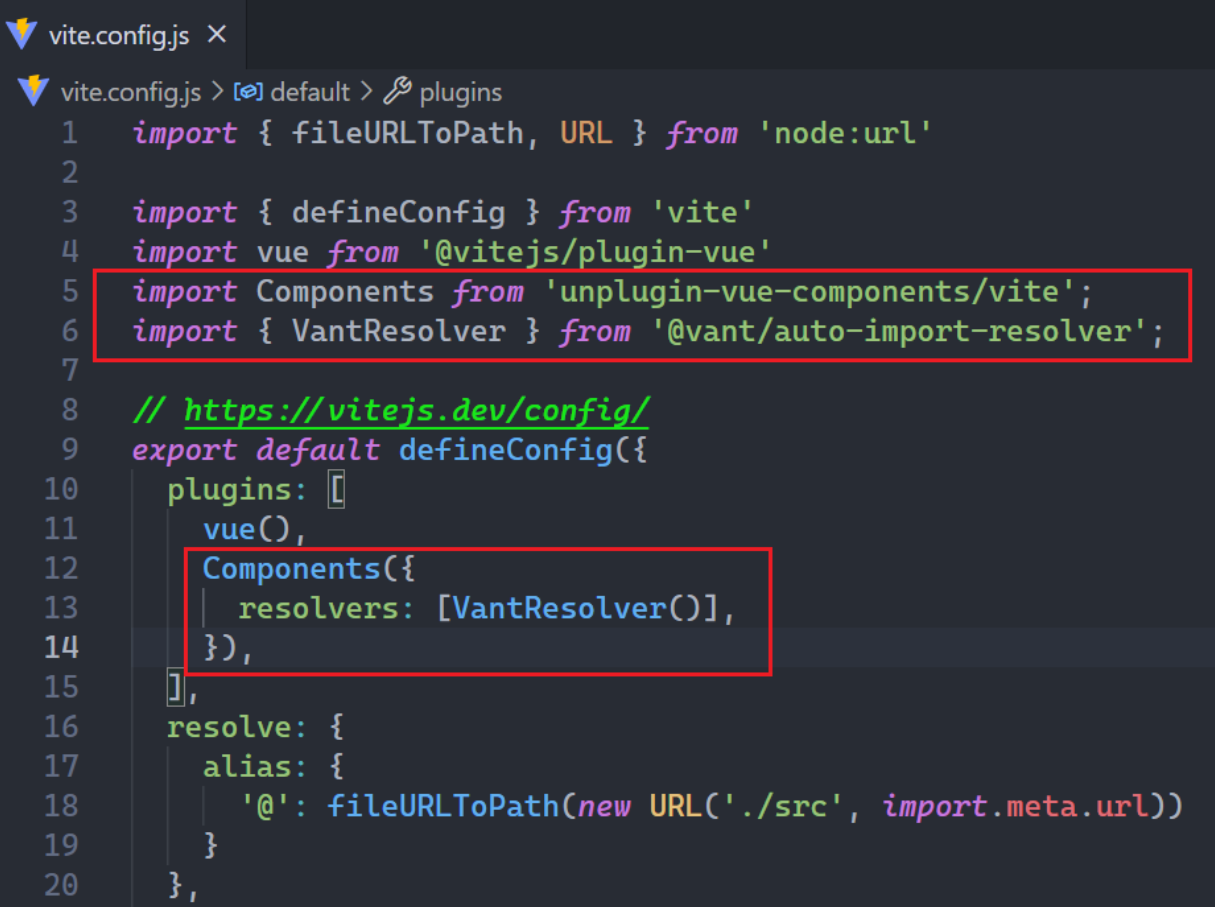 vite.config.js ×
vite.config.js > default > plugins
1 import { fileURLToPath, URL } from 'node:url'
2
3 import { defineConfig } from 'vite'
4 import vue from '@vitejs/plugin-vue'
5 import Components from 'unplugin-vue-components/vite';
6 import { VantResolver } from '@vant/auto-import-resolver';
7
8 // https://vitejs.dev/config/
9 export default defineConfig({
10   plugins: [
11     vue(),
12     Components({
13       resolvers: [VantResolver()],
14     }),
15   ],
16   resolve: {
17     alias: {
18       '@': fileURLToPath(new URL('./src', import.meta.url))
19     }
20   },